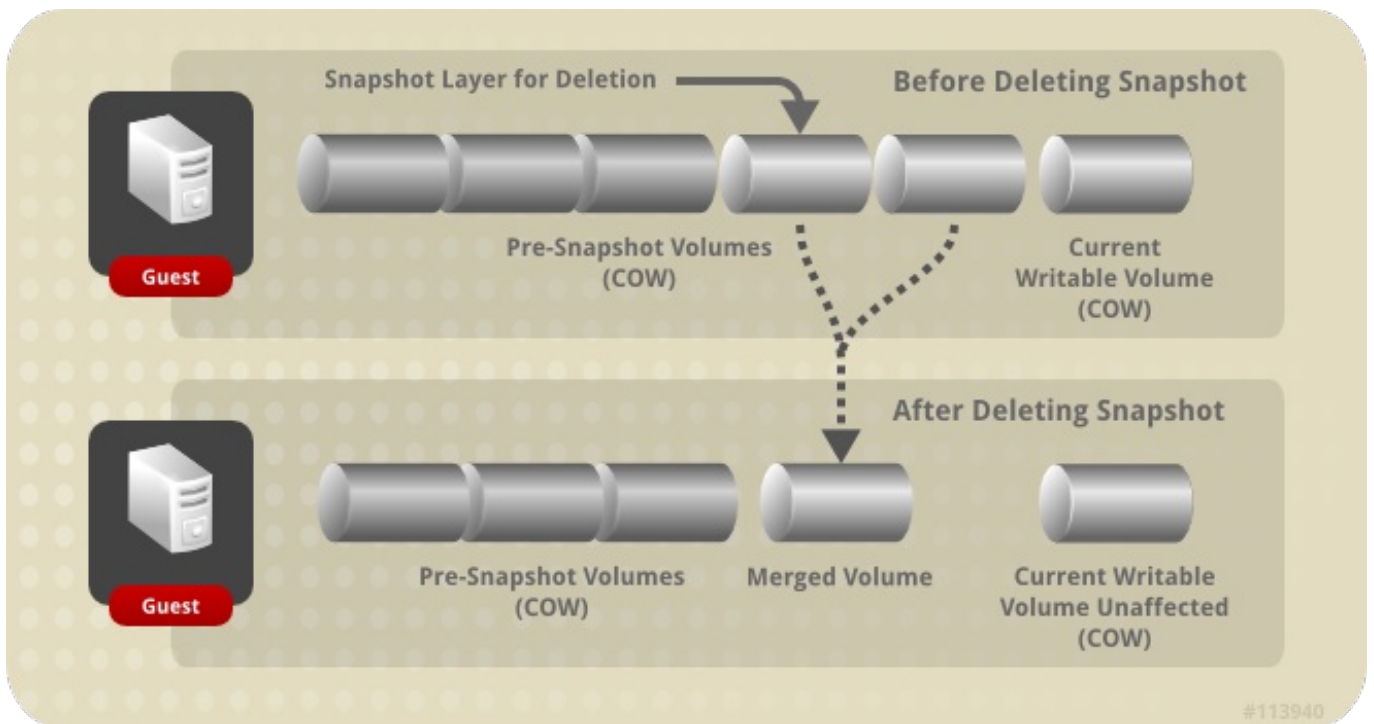 Snapshot Layer for Deletion
Before Deleting Snapshot
Guest
Pre-Snapshot Volumes
(COW)
Current
Writable Volume
(COW)
After Deleting Snapshot
Guest
Pre-Snapshot Volumes
(COW)
Merged Volume
Current Writable
Volume Unaffected
(COW)
#113940